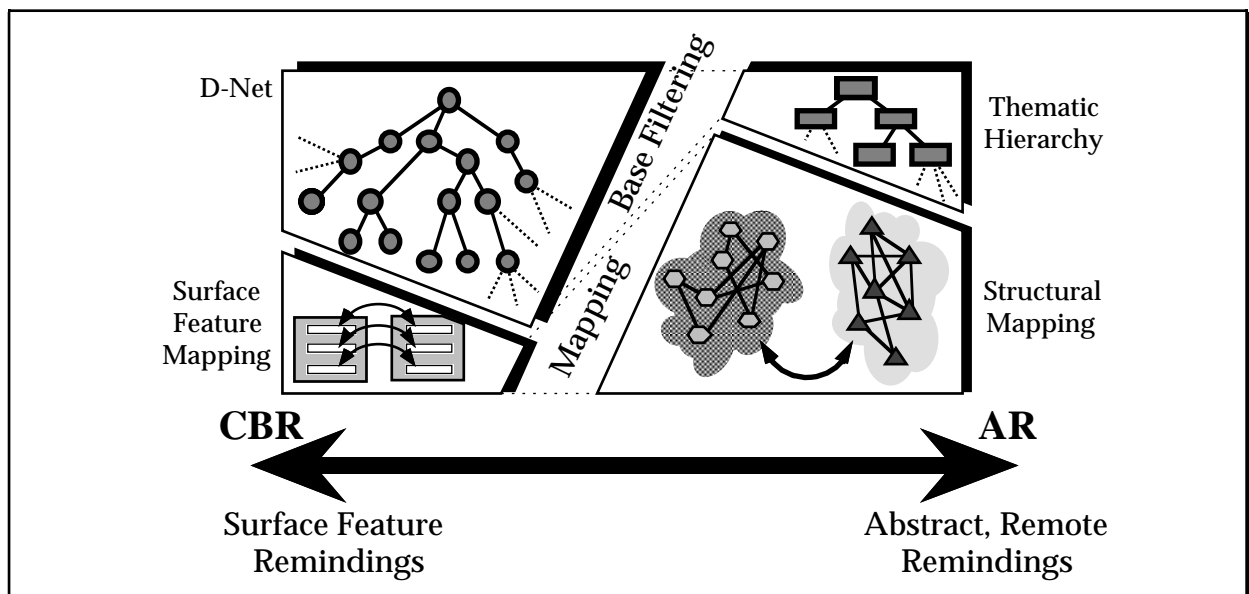 D-Net
Base Filtering
Thematic
Hierarchy
Surface
Feature
Mapping
Mapping
Structural
Mapping
CBR
AR
Surface Feature
Remindings
Abstract, Remote
Remindings